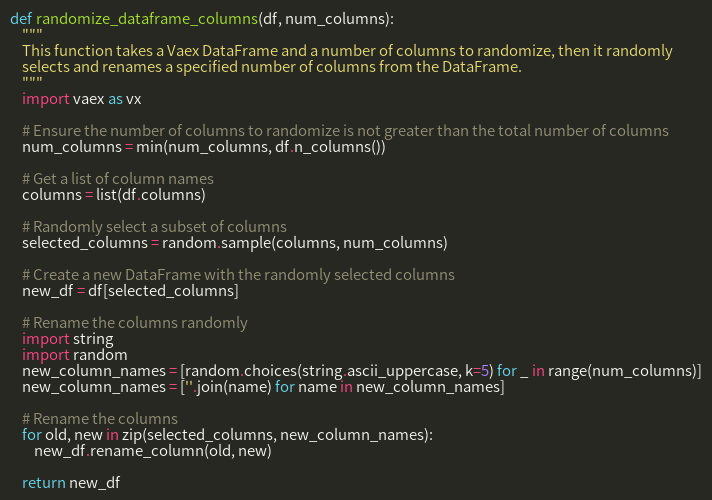 def randomize_dataframe_columns(df, num_columns):
    """
    This function takes a Vaex DataFrame and a number of columns to randomize, then it randomly
    selects and renames a specified number of columns from the DataFrame.
    """
    import vaex as vx

    # Ensure the number of columns to randomize is not greater than the total number of columns
    num_columns = min(num_columns, df.n_columns())

    # Get a list of column names
    columns = list(df.columns)

    # Randomly select a subset of columns
    selected_columns = random.sample(columns, num_columns)

    # Create a new DataFrame with the randomly selected columns
    new_df = df[selected_columns]

    # Rename the columns randomly
    import string
    import random
    new_column_names = [random.choices(string.ascii_uppercase, k=5) for _ in range(num_columns)]
    new_column_names = [''.join(name) for name in new_column_names]

    # Rename the columns
    for old, new in zip(selected_columns, new_column_names):
        new_df.rename_column(old, new)

    return new_df